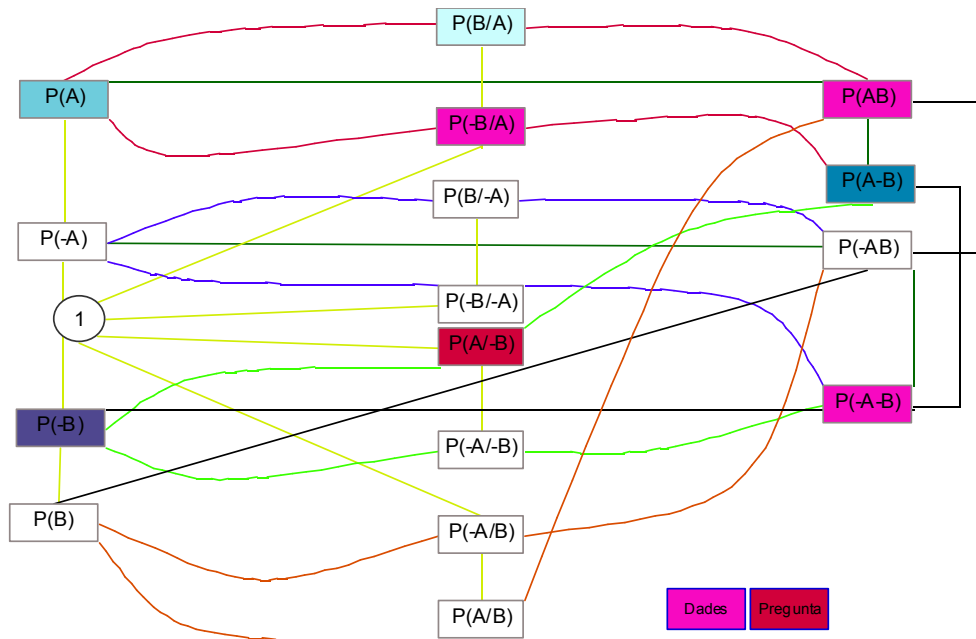 P(B/A)
P(A)
P(AB)
P(-B/A)
P(A-B)
P(B/-A)
P(-A)
P(-AB)
P(-B/-A)
1
P(A/-B)
P(-A-B)
P(-B)
P(-A/-B)
P(B)
P(-A/B)
P(A/B)
Dades
Pregunta